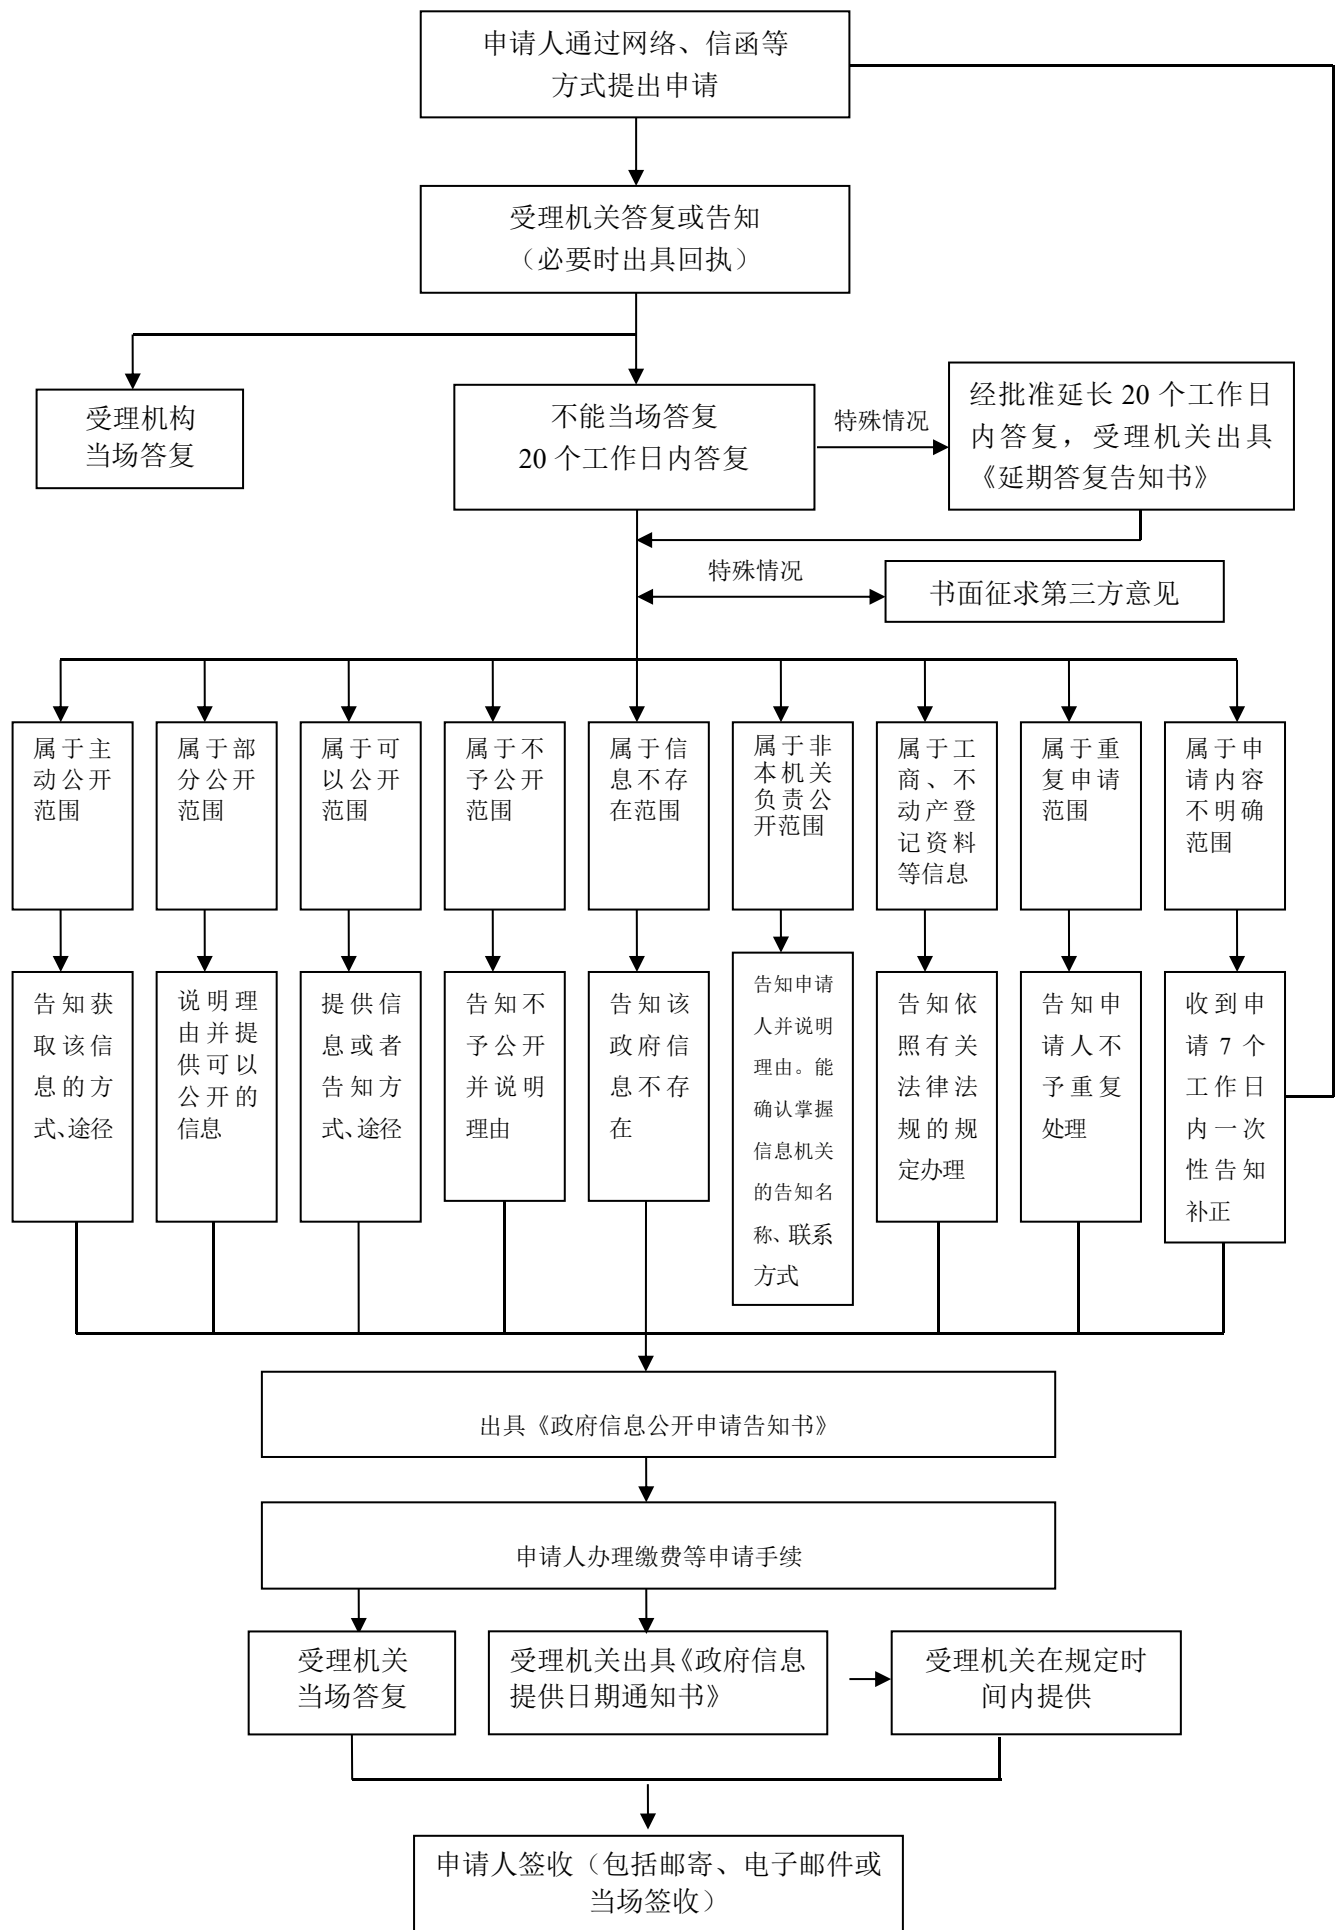 申请人通过网络、信函等
方式提出申请
受理机关答复或告知
（必要时出具回执）
受理机构
当场答复
不能当场答复
20 个工作日内答复
特殊情况
经批准延长 20 个工作日
内答复，受理机关出具
《延期答复告知书》
特殊情况
书面征求第三方意见
属于主
动公开
范围
属于部
分公开
范围
属于可
以公开
范围
属于不
予公开
范围
属于信
息不存
在范围
属于非
本机关
负责公
开范围
属于工
商、不
动产登
记资料
等信息
属于重
复申请
范围
属于申
请内容
不明确
范围
告知获
取该信
息的方
式、途径
说明理
由并提
供可以
公开的
信息
提供信
息或者
告知方
式、途径
告知不
予公开
并说明
理由
告知该
政府信
息不存
在
告知申请
人并说明
理由。能
确认掌握
信息机关
的告知名
称、联系
方式
告知依
照有关
法律法
规的规
定办理
告知申
请人不
予重复
处理
收到申
请 7 个
工作日
内一次
性告知
补正
出具《政府信息公开申请告知书》
申请人办理缴费等申请手续
受理机关
当场答复
受理机关出具《政府信息
提供日期通知书》
受理机关在规定时
间内提供
申请人签收（包括邮寄、电子邮件或
当场签收）